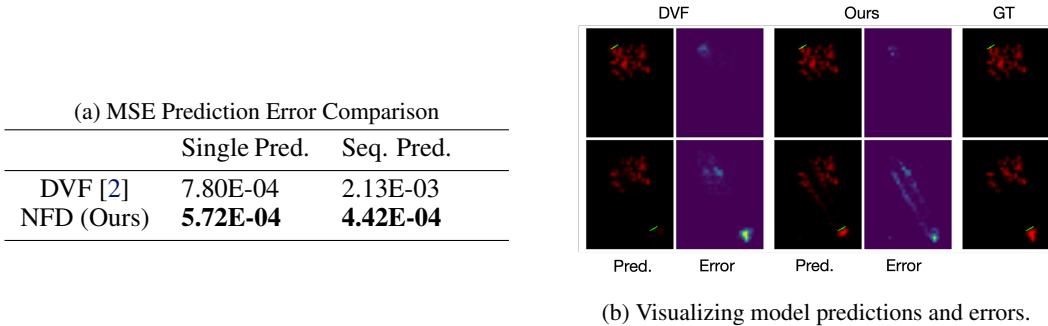 (a) MSE Prediction Error Comparison
Single Pred. Seq. Pred.
DVF [2] 7.80E-04 2.13E-03
NFD (Ours) 5.72E-04 4.42E-04
DVF Ours GT
Pred. Error Pred. Error
(b) Visualizing model predictions and errors.